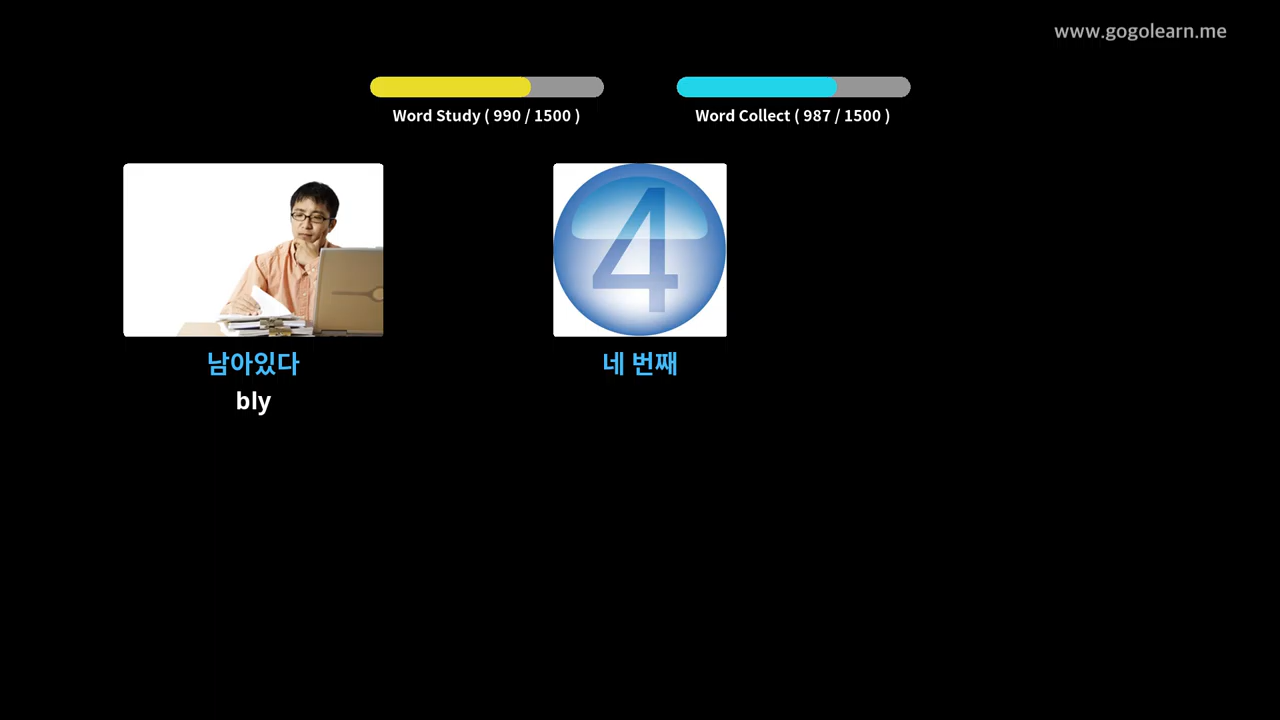 www.gogolearn.me
Word Study ( 990 / 1500 )
Word Collect ( 987 / 1500 )
4
남아있다
bly
네 번째